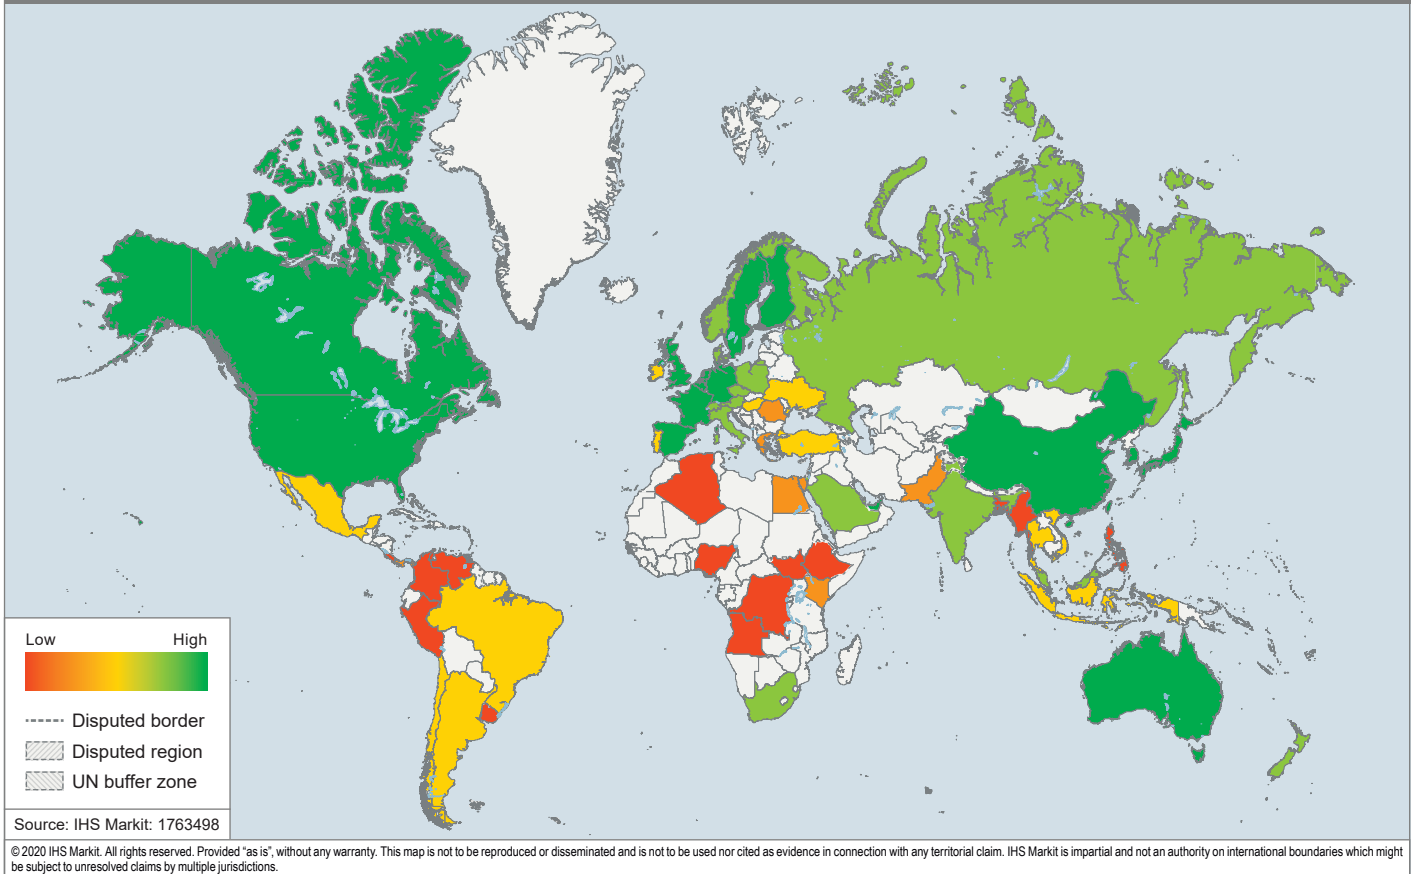 Low High
Disputed border
Disputed region
UN buffer zone
Source: IHS Markit: 1763498
© 2020 IHS Markit. All rights reserved. Provided “as is”, without any warranty. This map is not to be reproduced or disseminated and is not to be used nor cited as evidence in connection with any territorial claim. IHS Markit is impartial and not an authority on international boundaries which might
be subject to unresolved claims by multiple jurisdictions.